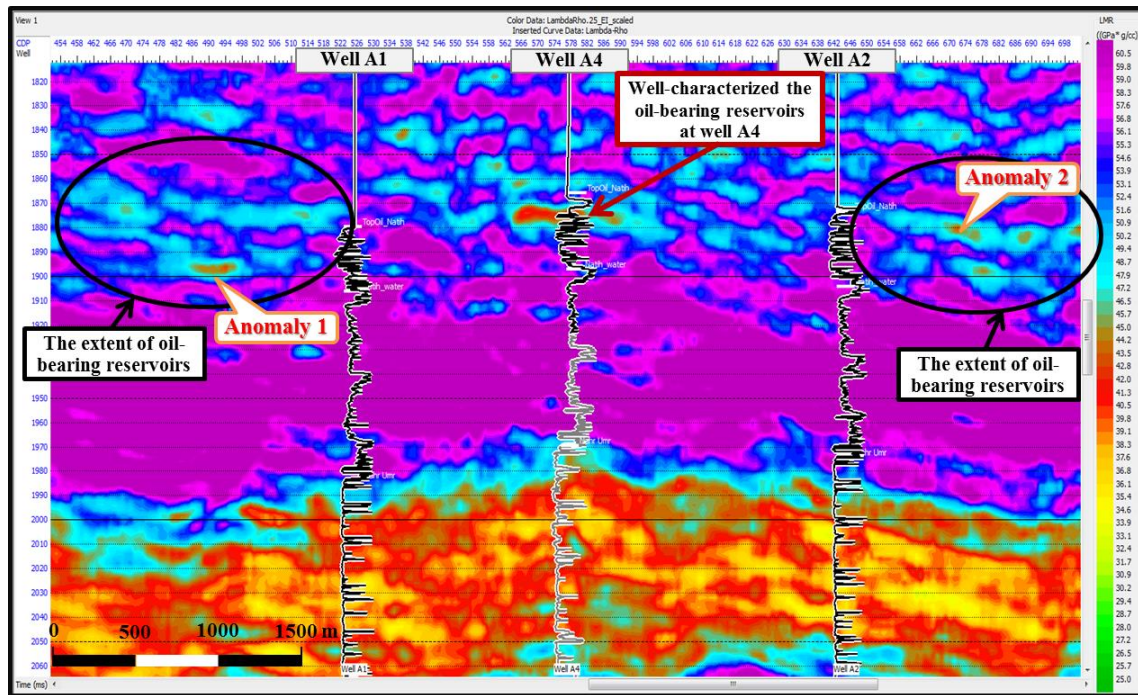 View 1
Color Data: LambdaRho.25_EI_scaled
Inserted Curve Data: Lambda-Rho
LMR
((GPa* g/cc)
CDP 454 458 462 466 470 474 478 482 486 490 494 498 502 506 510 514 518 522 526 530 534 538 542 546 550 554 558 562 566 570 574 578 582 586 590 594 598 602 606 610 614 618 622 626 630 634 638 642 646 650 654 658 662 666 670 674 678 682 686 690 694 698
Well
Well A1
Well A4
Well A2
Well-characterized the
oil-bearing reservoirs
at well A4
TopOil_Natih
TopOil_Natih
pOil_Natih
Natih_water
tih_water
atih_water
Anomaly 1
Anomaly 2
The extent of oil-
bearing reservoirs
The extent of oil-
bearing reservoirs
Umr
Umr
hr Umr
1820
1830
1840
1850
1860
1870
1880
1890
1900
1910
1920
1930
1940
1950
1960
1970
1980
1990
2000
2010
2020
2030
2040
2050
2060
0 500 1000 1500 m
Well A1
Well A4
Well A2
Time (ms)
60.5
59.8
59.0
58.3
57.6
56.8
56.1
55.3
54.6
53.9
53.1
52.4
51.6
50.9
50.2
49.4
48.7
47.9
47.2
46.5
45.7
45.0
44.2
43.5
42.8
42.0
41.3
40.5
39.8
39.1
38.3
37.6
36.8
36.1
35.4
34.6
33.9
33.1
32.4
31.7
30.9
30.2
29.4
28.7
28.0
27.2
26.5
25.7
25.0